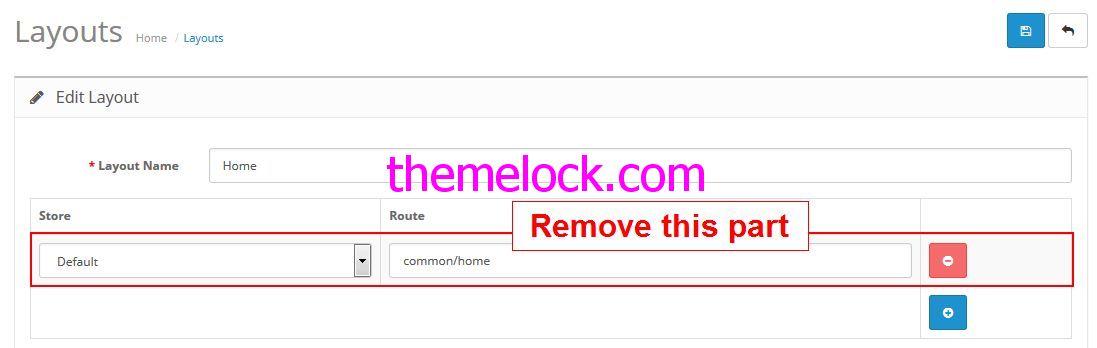 Layouts Home / Layouts
Edit Layout
* Layout Name Home
themelock.com
Store Route
Remove this part
Default common/home